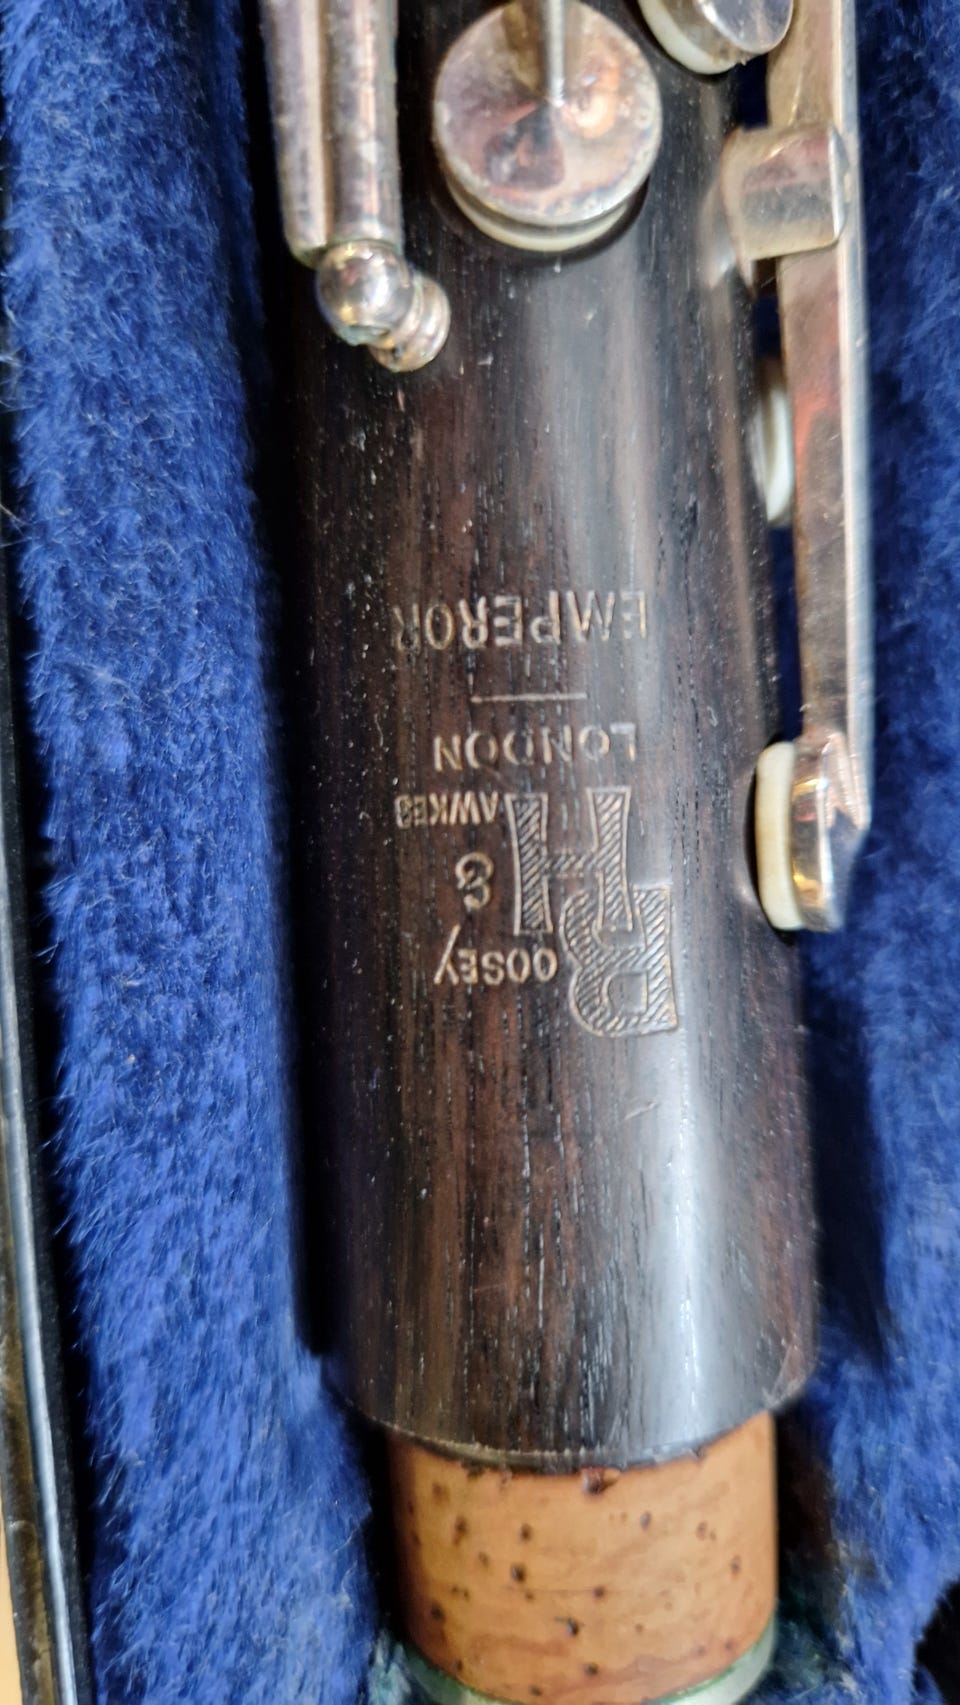 BOOSEY
&
HAWKES
LONDON
EMPEROR